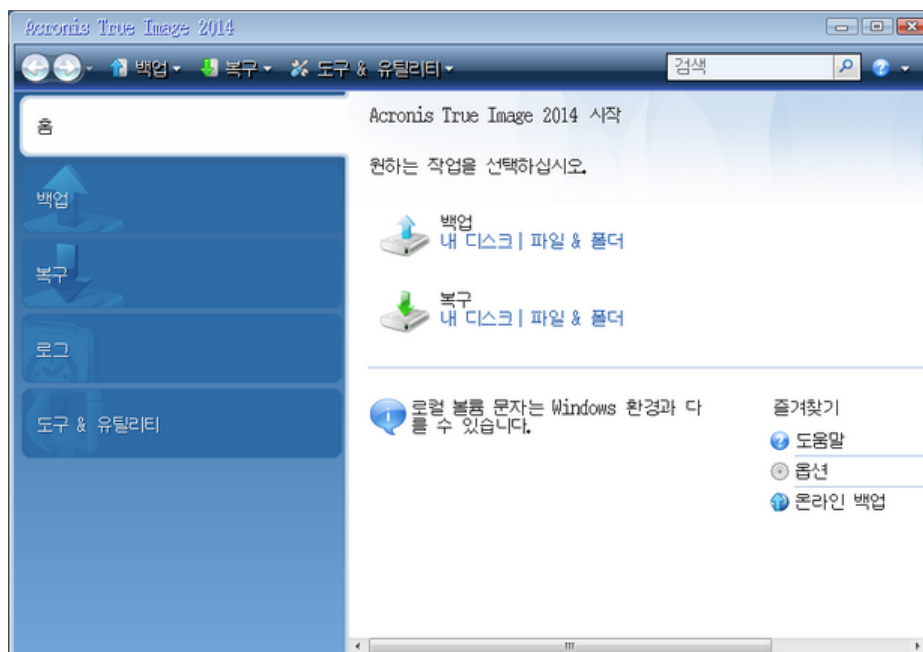 Acronis True Image 2014
백업 복구 도구 & 유틸리티 검색
홈
백업
복구
로그
도구 & 유틸리티
Acronis True Image 2014 시작
원하는 작업을 선택하십시오.
백업
내 디스크 | 파일 & 폴더
복구
내 디스크 | 파일 & 폴더
로컬 볼륨 문자는 Windows 환경과 다
를 수 있습니다.
즐겨찾기
도움말
옵션
온라인 백업